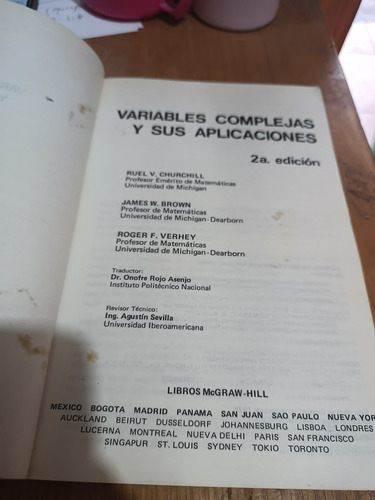 VARIABLES COMPLEJAS
Y SUS APLICACIONES
2a. edición
RUEL V. CHURCHILL
Profesor Emérito de Matemáticas
Universidad de Michigan
JAMES W. BROWN
Profesor de Matemáticas
Universidad de Michigan-Dearborn
ROGER F. VERHEY
Profesor de Matemáticas
Universidad de Michigan-Dearborn
Traductor:
Dr. Onofre Rojo Asenjo
Instituto Politécnico Nacional
Revisor Técnico:
Ing. Agustín Sevilla
Universidad Iberoamericana
LIBROS McGRAW-HILL
MEXICO BOGOTA MADRID PANAMA SAN JUAN SAO PAULO NUEVA YOR
AUCKLAND BEIRUT DUSSELDORF JOHANNESBURG LISBOA LONDRES
LUCERNA MONTREAL NUEVA DELHI PARIS SAN FRANCISCO
SINGAPUR ST. LOUIS SYDNEY TOKIO TORONTO